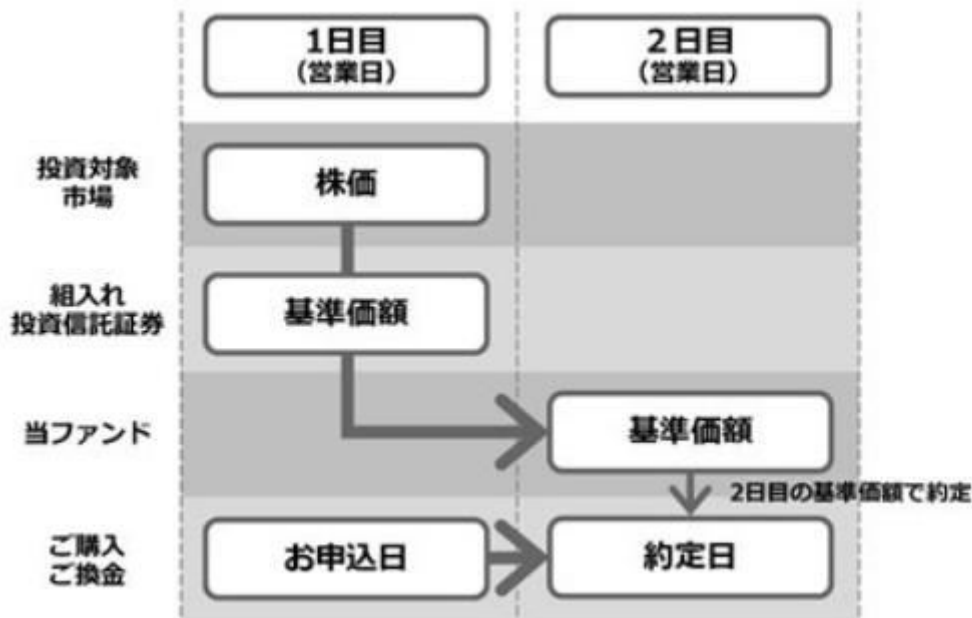 1日目
(営業日)
2日目
(営業日)
投資対象
市場
株価
組入れ
投資信託証券
基準価額
当ファンド
基準価額
2日目の基準価額で約定
ご購入
ご換金
お申込日
約定日